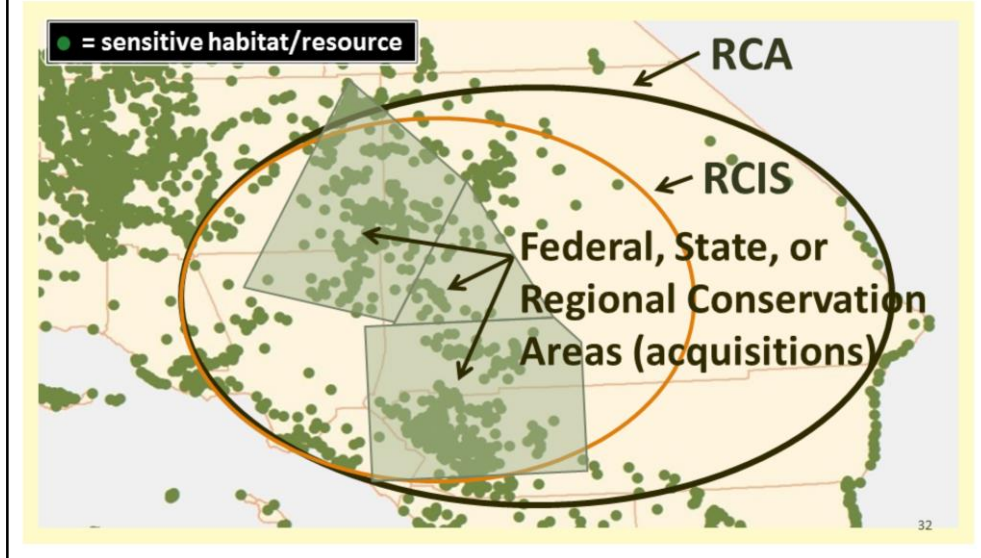 = sensitive habitat/resource
RCA
RCIS
Federal, State, or
Regional Conservation
Areas (acquisitions)
32